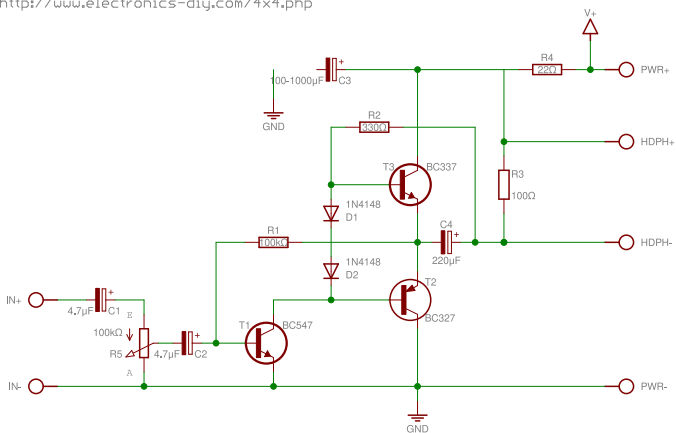 http://www.electronics-diy.com/4x4.php
V+
R4
22Ω
PWR+
100-1000µF
+
C3
GND
R2
330Ω
HDPH+
T3
BC337
R3
100Ω
1N4148
D1
R1
100kΩ
C4
+
220µF
HDPH-
1N4148
D2
T2
BC327
IN+
+
4.7µF
C1
E
100kΩ
R5
A
+
4.7µF
C2
T1
BC547
IN-
PWR-
GND